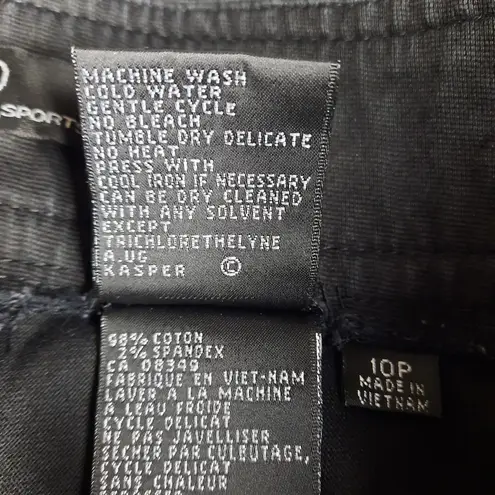 SPORT
MACHINE WASH
COLD WATER
GENTLE CYCLE
NO BLEACH
TUMBLE DRY DELICATE
NO HEAT
PRESS WITH
COOL IRON IF NECESSARY
CAN BE DRY CLEANED
WITH ANY SOLVENT
EXCEPT
TRICHLORETHELYNE
A.UG
KASPER ©
98% COTON
2% SPANDEX
CA 08349
FABRIQUE EN VIET-NAM
LAVER A LA MACHINE
A LEAU FROIDE
CYCLE DELICAT
NE PAS JAVELLISER
SECHER PAR CULBUTAGE,
CYCLE DELICAT
SANS CHALEUR
10P
MADE IN
VIETNAM